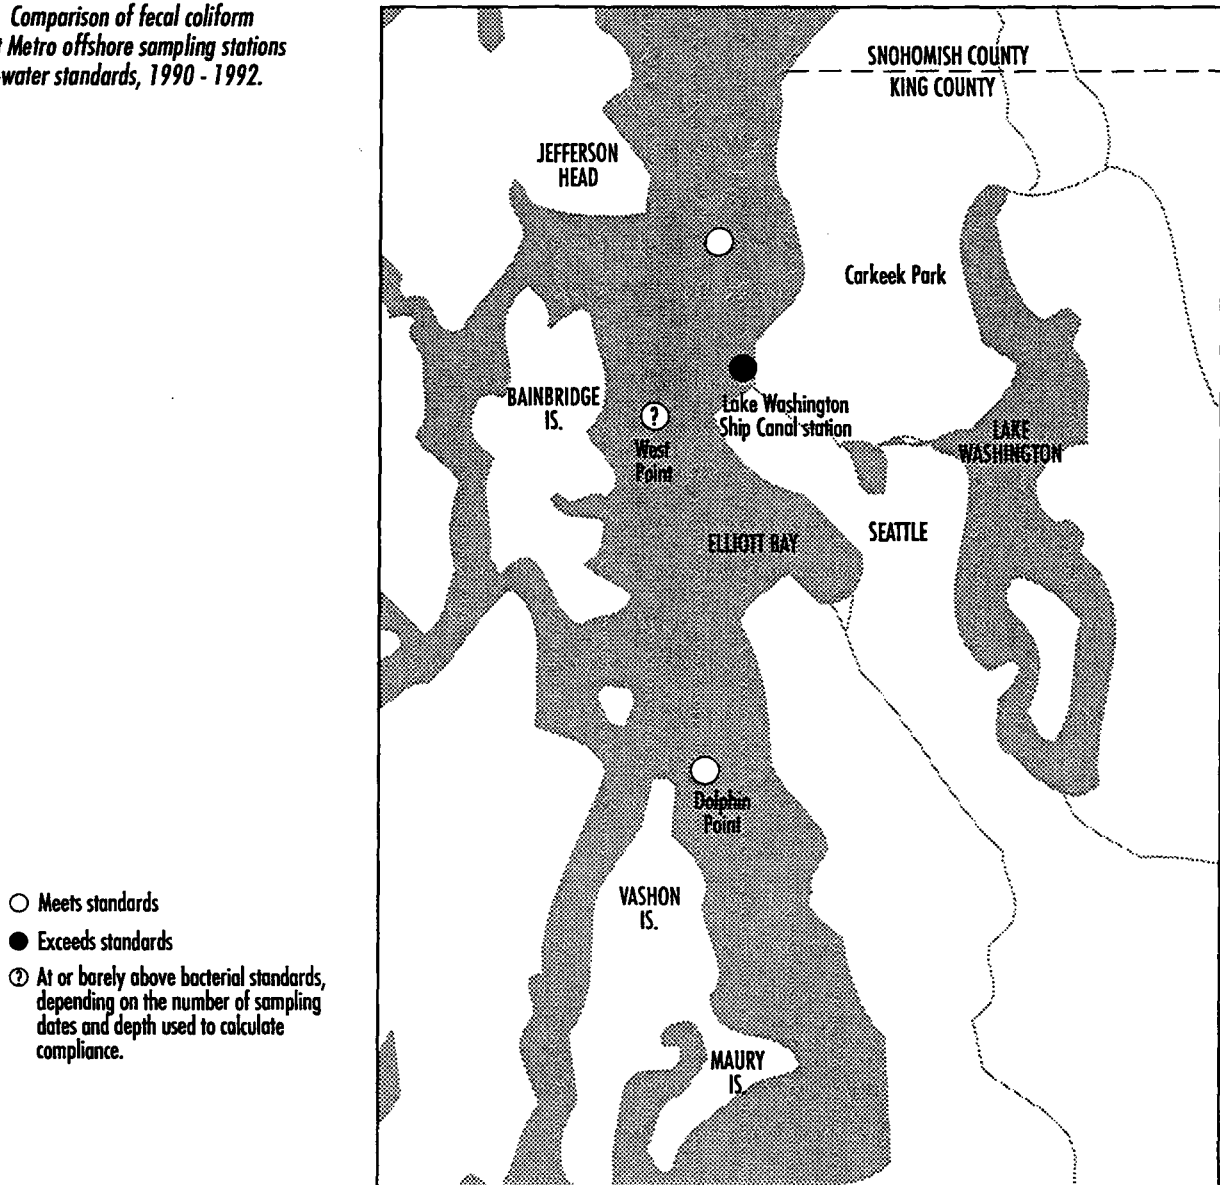 Comparison of fecal coliform
t Metro offshore sampling stations
water standards, 1990 - 1992.
SNOHOMISH COUNTY
KING COUNTY
JEFFERSON
HEAD
Carkeek Park
BAINBRIDGE
IS.
?
West
Point
Lake Washington
Ship Canal station
LAKE
WASHINGTON
ELLIOTT BAY
SEATTLE
Dolphin
Point
VASHON
IS.
MAURY
IS.
Meets standards
Exceeds standards
? At or barely above bacterial standards,
depending on the number of sampling
dates and depth used to calculate
compliance.